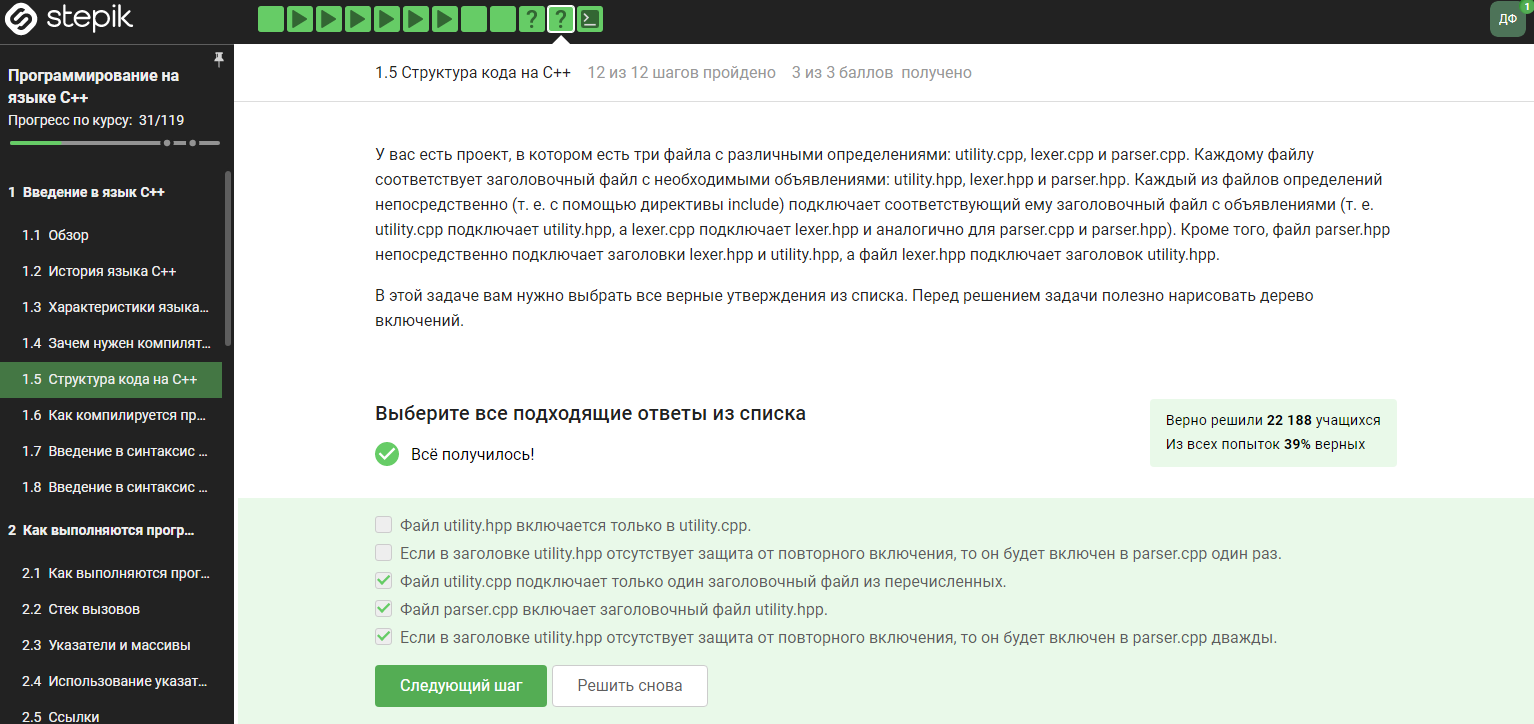 stepik
? ?
ДФ
1
Программирование на
языке C++
Прогресс по курсу: 31/119
1 Введение в язык C++
1.1 Обзор
1.2 История языка C++
1.3 Характеристики языка...
1.4 Зачем нужен компилят...
1.5 Структура кода на C++
1.6 Как компилируется пр...
1.7 Введение в синтаксис ...
1.8 Введение в синтаксис ...
2 Как выполняются прогр...
2.1 Как выполняются прог...
2.2 Стек вызовов
2.3 Указатели и массивы
2.4 Использование указат...
2.5 Ссылки
1.5 Структура кода на C++ 12 из 12 шагов пройдено 3 из 3 баллов получено
У вас есть проект, в котором есть три файла с различными определениями: utility.cpp, lexer.cpp и parser.cpp. Каждому файлу
соответствует заголовочный файл с необходимыми объявлениями: utility.hpp, lexer.hpp и parser.hpp. Каждый из файлов определений
непосредственно (т. е. с помощью директивы include) подключает соответствующий ему заголовочный файл с объявлениями (т. е.
utility.cpp подключает utility.hpp, а lexer.cpp подключает lexer.hpp и аналогично для parser.cpp и parser.hpp). Кроме того, файл parser.hpp
непосредственно подключает заголовки lexer.hpp и utility.hpp, а файл lexer.hpp подключает заголовок utility.hpp.
В этой задаче вам нужно выбрать все верные утверждения из списка. Перед решением задачи полезно нарисовать дерево
включений.
Выберите все подходящие ответы из списка
Всё получилось!
Верно решили 22 188 учащихся
Из всех попыток 39% верных
Файл utility.hpp включается только в utility.cpp.
Если в заголовке utility.hpp отсутствует защита от повторного включения, то он будет включен в parser.cpp один раз.
Файл utility.cpp подключает только один заголовочный файл из перечисленных.
Файл parser.cpp включает заголовочный файл utility.hpp.
Если в заголовке utility.hpp отсутствует защита от повторного включения, то он будет включен в parser.cpp дважды.
Следующий шаг
Решить снова